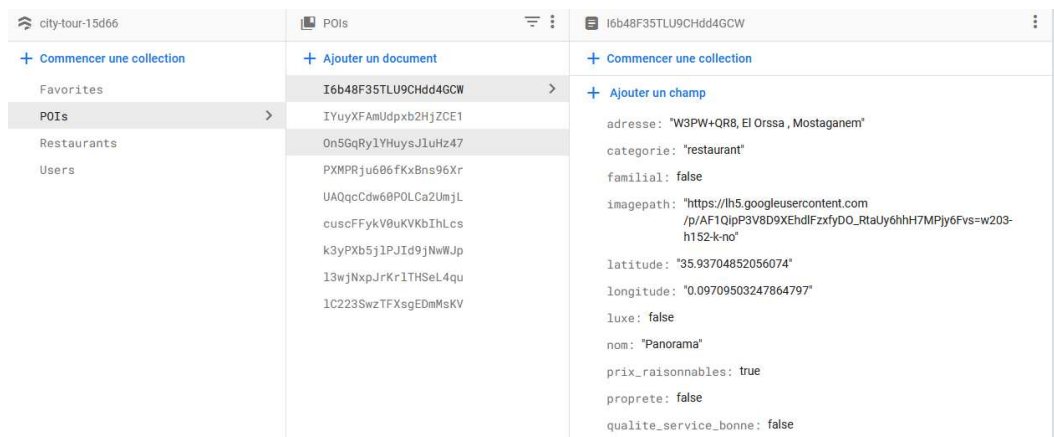 city-tour-15d66
Commencer une collection
Favorites
POIs
Restaurants
Users
POIs
Ajouter un document
I6b48F35TLU9CHdd4GCW
IYuyXFAmUdpxb2HjZCE1
On5GqRylYHuysJluHz47
PXMPRju606fKxBns96Xr
UAQqcCdw60POLCa2UmjL
cuscFFykV0uKVKbIhLcs
k3yPXb5jlPJId9jNwWJp
l3wjNxpJrKrlTHSeL4qu
lC223SwzTFXsgEDmMsKV
I6b48F35TLU9CHdd4GCW
Commencer une collection
Ajouter un champ
adresse: "W3PW+QR8, El Orssa , Mostaganem"
categorie: "restaurant"
familial: false
imagepath: "https://lh5.googleusercontent.com
/p/AF1QipP3V8D9XEhdlFzxfyDO_RtaUy6hhH7MPjy6Fvs=w203-
h152-k-no"
latitude: "35.93704852056074"
longitude: "0.09709503247864797"
luxe: false
nom: "Panorama"
prix_raisonnables: true
proprete: false
qualite_service_bonne: false